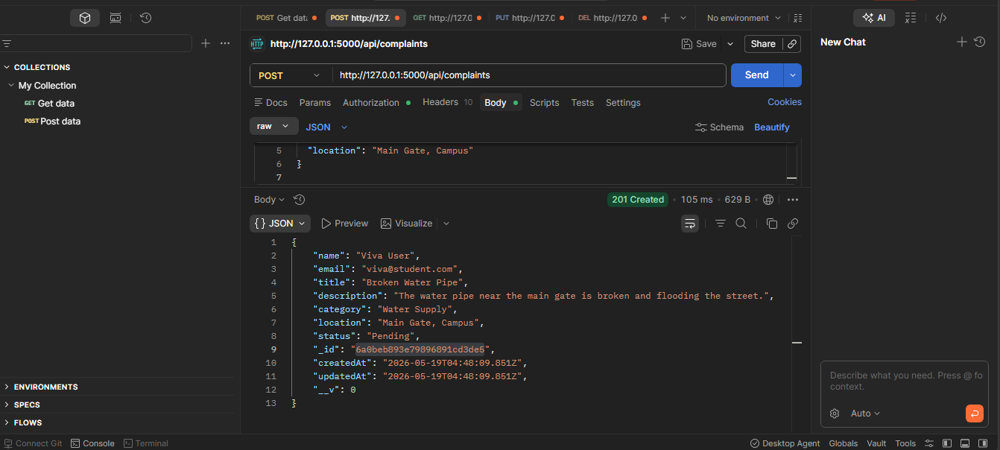 POST Get data
POST http://127.
GET http://127.0
PUT http://127.0
DEL http://127.0
No environment
AI
HTTP http://127.0.0.1:5000/api/complaints
Save
Share
New Chat
COLLECTIONS
My Collection
GET Get data
POST Post data
POST
http://127.0.0.1:5000/api/complaints
Send
Docs
Params
Authorization
Headers 10
Body
Scripts
Tests
Settings
Cookies
raw
JSON
Schema
Beautify
5 "location": "Main Gate, Campus"
6 }
7
Body
201 Created
105 ms
629 B
{ } JSON
Preview
Visualize
1 {
2 "name": "Viva User",
3 "email": "viva@student.com",
4 "title": "Broken Water Pipe",
5 "description": "The water pipe near the main gate is broken and flooding the street.",
6 "category": "Water Supply",
7 "location": "Main Gate, Campus",
8 "status": "Pending",
9 "_id": "6a0beb893e79896891cd3de5",
10 "createdAt": "2026-05-19T04:48:09.851Z",
11 "updatedAt": "2026-05-19T04:48:09.851Z",
12 "__v": 0
13 }
ENVIRONMENTS
SPECS
FLOWS
Describe what you need. Press @ fo
context.
Auto
Connect Git
Console
Terminal
Desktop Agent
Globals
Vault
Tools